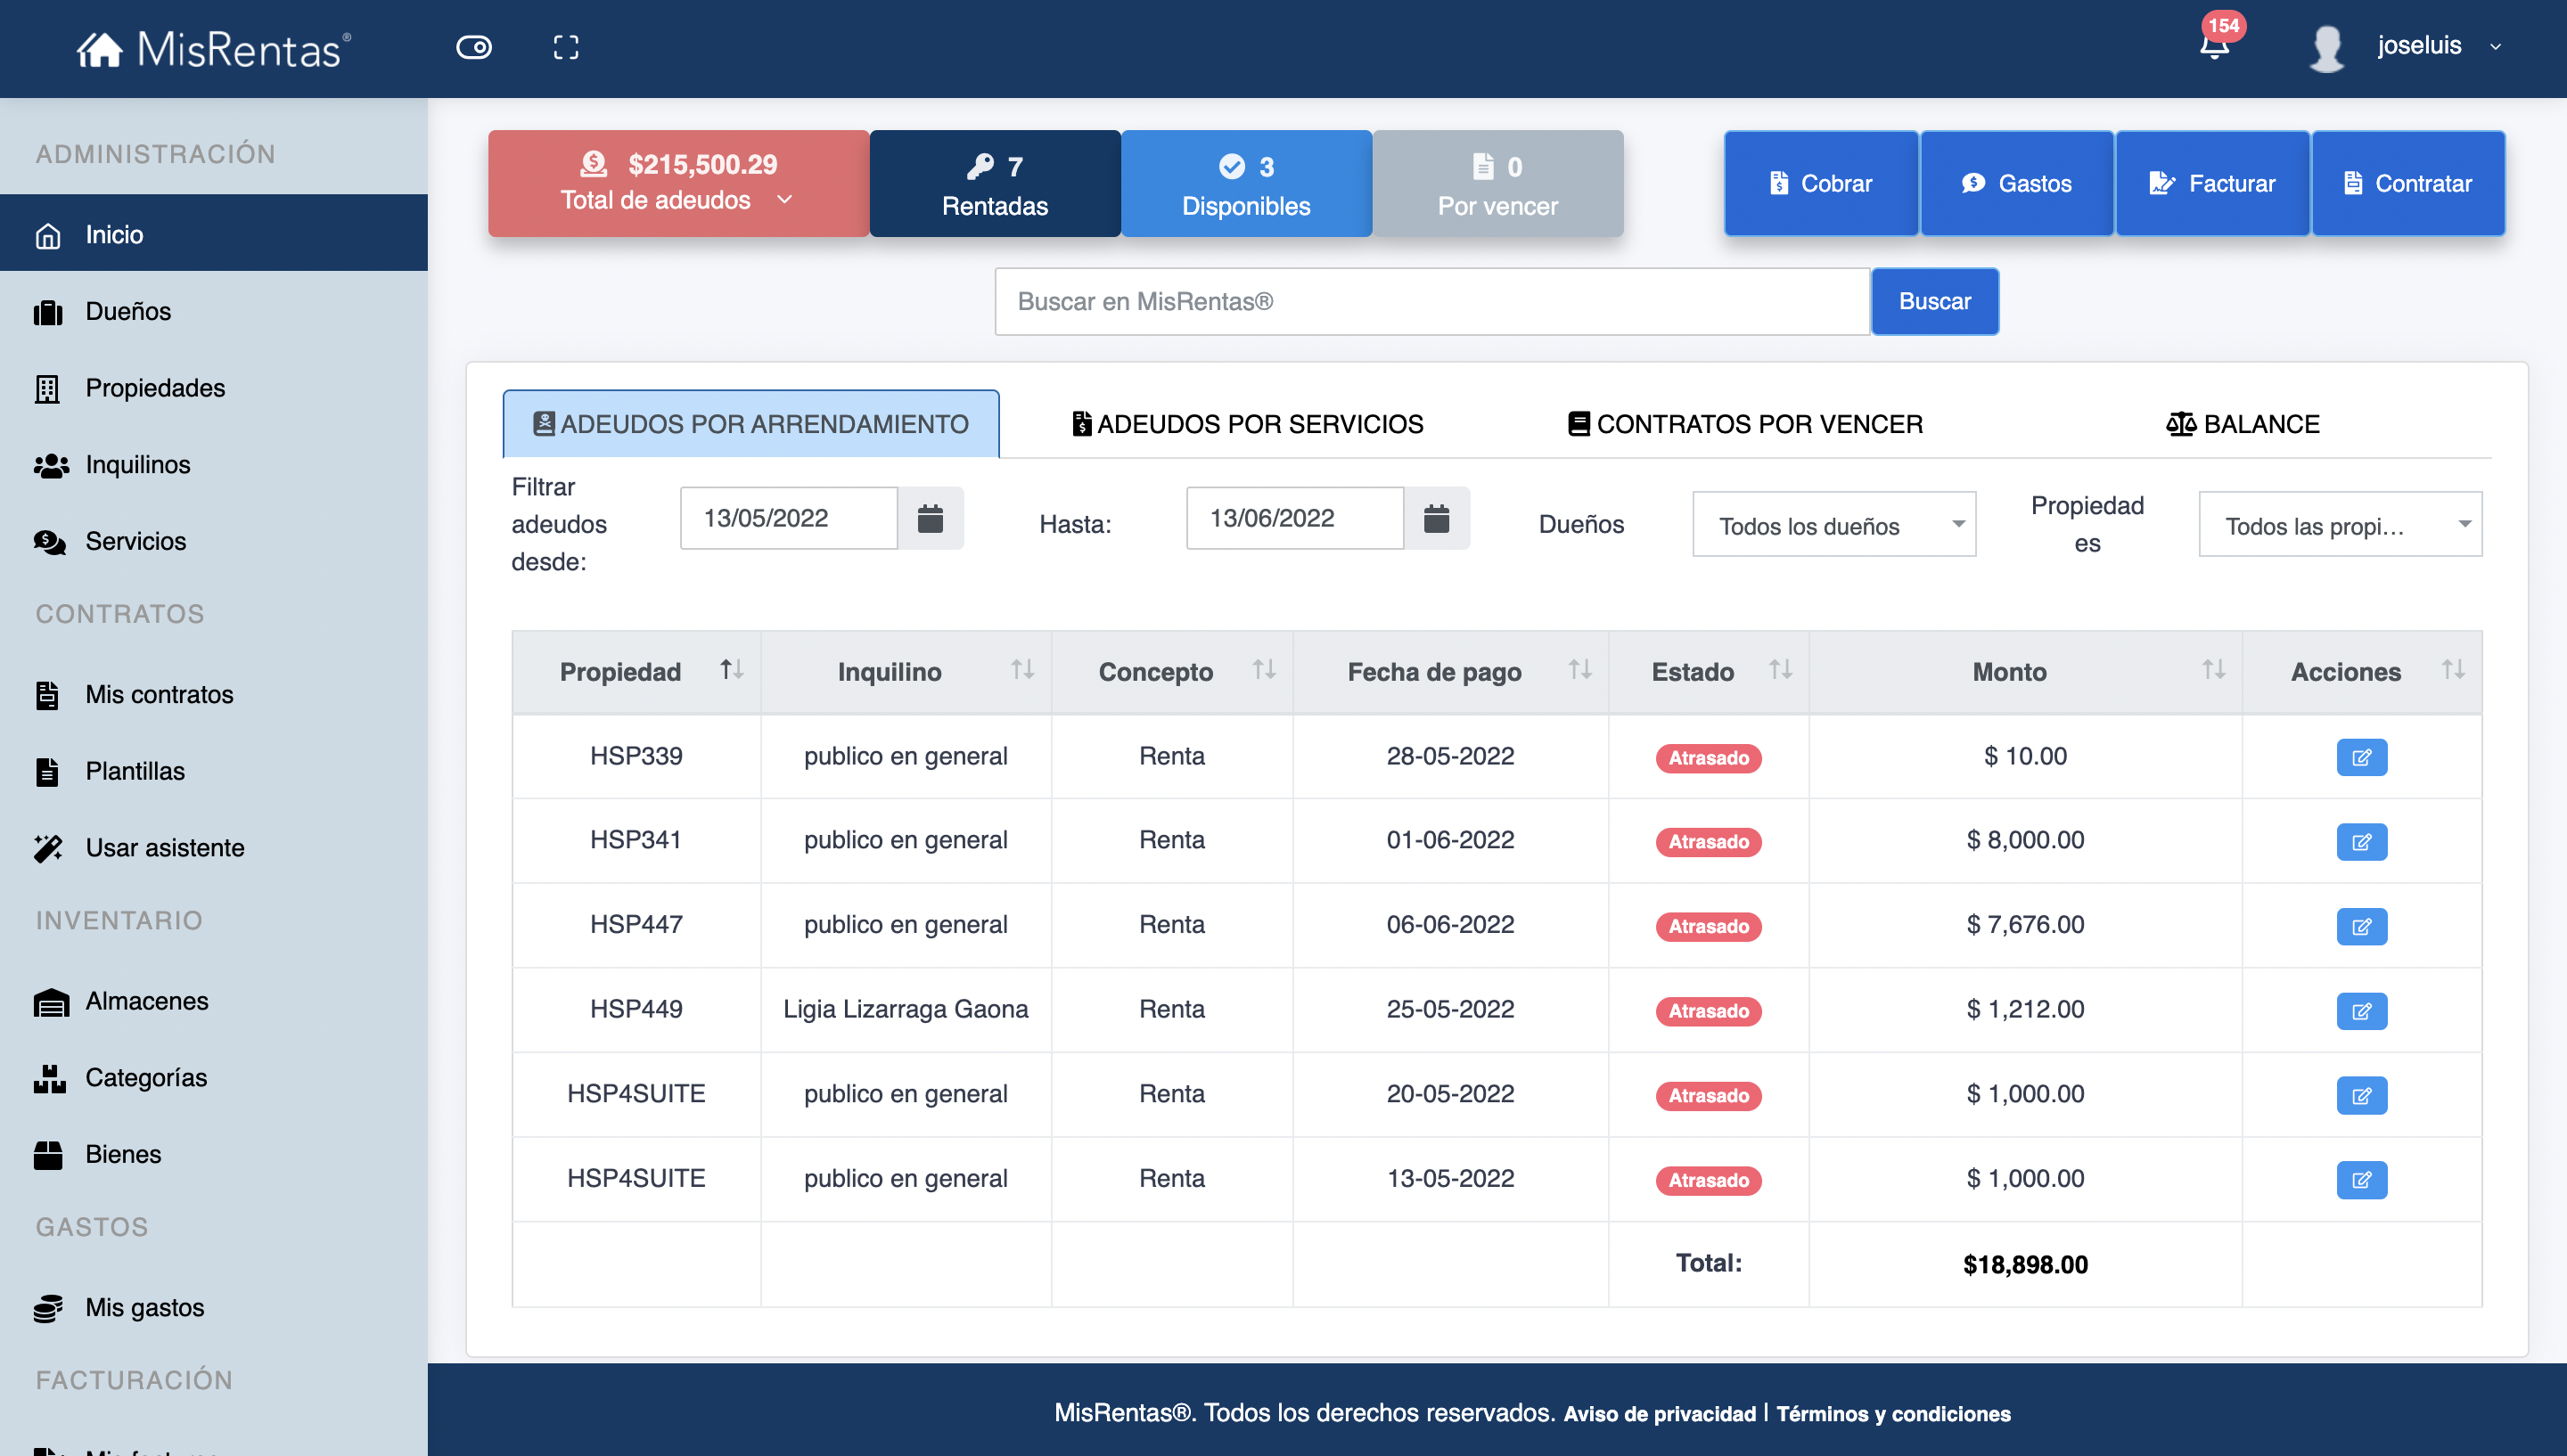 MisRentas®
154
joseluis
ADMINISTRACIÓN
Inicio
Dueños
Propiedades
Inquilinos
Servicios
CONTRATOS
Mis contratos
Plantillas
Usar asistente
INVENTARIO
Almacenes
Categorías
Bienes
GASTOS
Mis gastos
FACTURACIÓN
$215,500.29
Total de adeudos
7
Rentadas
3
Disponibles
0
Por vencer
Cobrar
Gastos
Facturar
Contratar
Buscar en MisRentas®
Buscar
ADEUDOS POR ARRENDAMIENTO
ADEUDOS POR SERVICIOS
CONTRATOS POR VENCER
BALANCE
Filtrar
adeudos
desde:
13/05/2022
Hasta:
13/06/2022
Dueños
Todos los dueños
Propiedad
es
Todos las propi...
Propiedad Inquilino Concepto Fecha de pago Estado Monto Acciones
HSP339 publico en general Renta 28-05-2022 Atrasado $ 10.00
HSP341 publico en general Renta 01-06-2022 Atrasado $ 8,000.00
HSP447 publico en general Renta 06-06-2022 Atrasado $ 7,676.00
HSP449 Ligia Lizarraga Gaona Renta 25-05-2022 Atrasado $ 1,212.00
HSP4SUITE publico en general Renta 20-05-2022 Atrasado $ 1,000.00
HSP4SUITE publico en general Renta 13-05-2022 Atrasado $ 1,000.00
Total: $18,898.00
MisRentas®. Todos los derechos reservados. Aviso de privacidad | Términos y condiciones